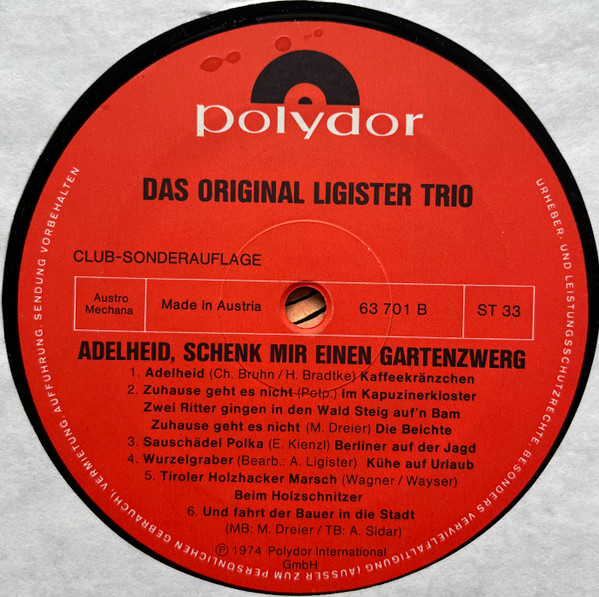 polydor
DAS ORIGINAL LIGISTER TRIO
CLUB-SONDERAUFLAGE
Austro
Mechana
Made in Austria
63 701 B
ST 33
ADELHEID, SCHENK MIR EINEN GARTENZWERG
1. Adelheid (Ch. Bruhn / H. Bradtke) Kaffeekränzchen
2. Zuhause geht es nicht (Potp.) Im Kapuzinerkloster
Zwei Ritter gingen in den Wald Steig auf'n Bam
Zuhause geht es nicht (M. Dreier) Die Beichte
3. Sauschädel Polka (E. Kienzl) Berliner auf der Jagd
4. Wurzelgraber (Bearb.: A. Ligister) Kühe auf Urlaub
5. Tiroler Holzhacker Marsch (Wagner / Wayser)
Beim Holzschnitzer
6. Und fahrt der Bauer in die Stadt
(MB: M. Dreier / TB: A. Sidar)
Ⓟ 1974 Polydor International
GmbH
URHEBER- UND LEISTUNGSSCHUTZRECHTE, BESONDERS VERVIELFÄLTIGUNG (AUSSER ZUM PERSÖNLICHEN GEBRAUCH), VERMIETUNG, AUFFÜHRUNG, SENDUNG VORBEHALTEN